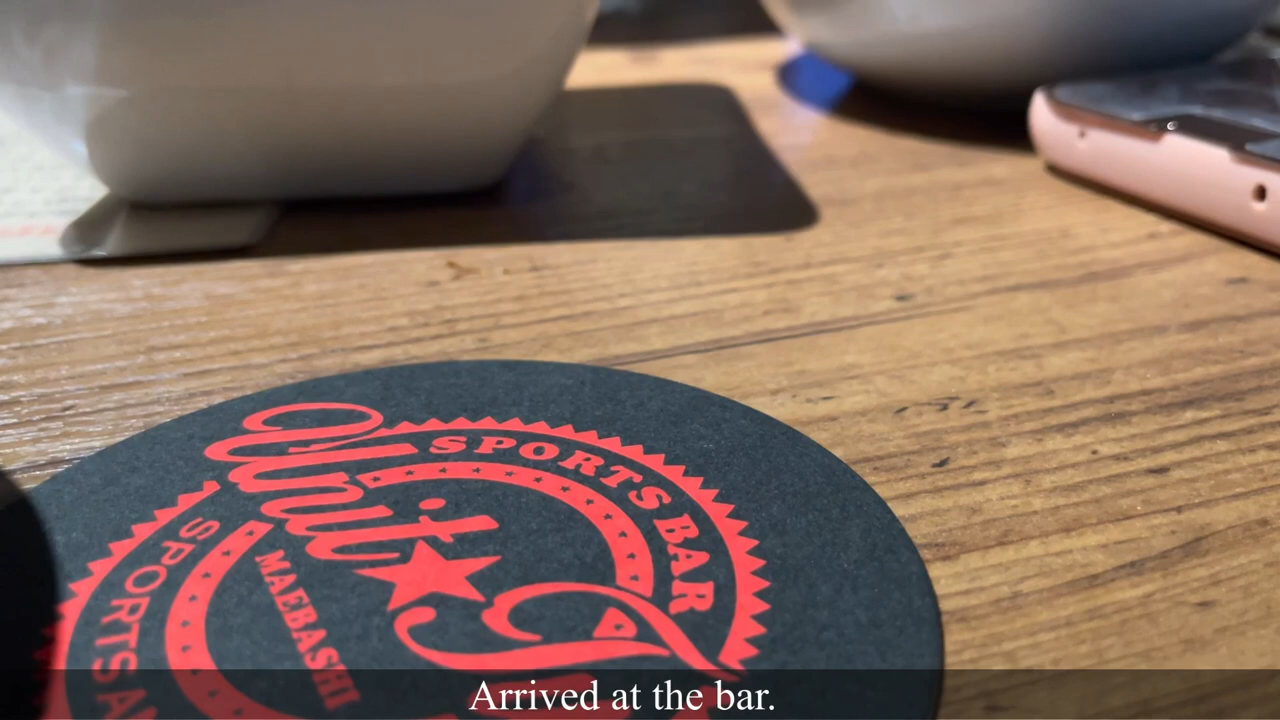 Unit★
SPORTS BAR
MAEBASHI
SPORTS
Arrived at the bar.